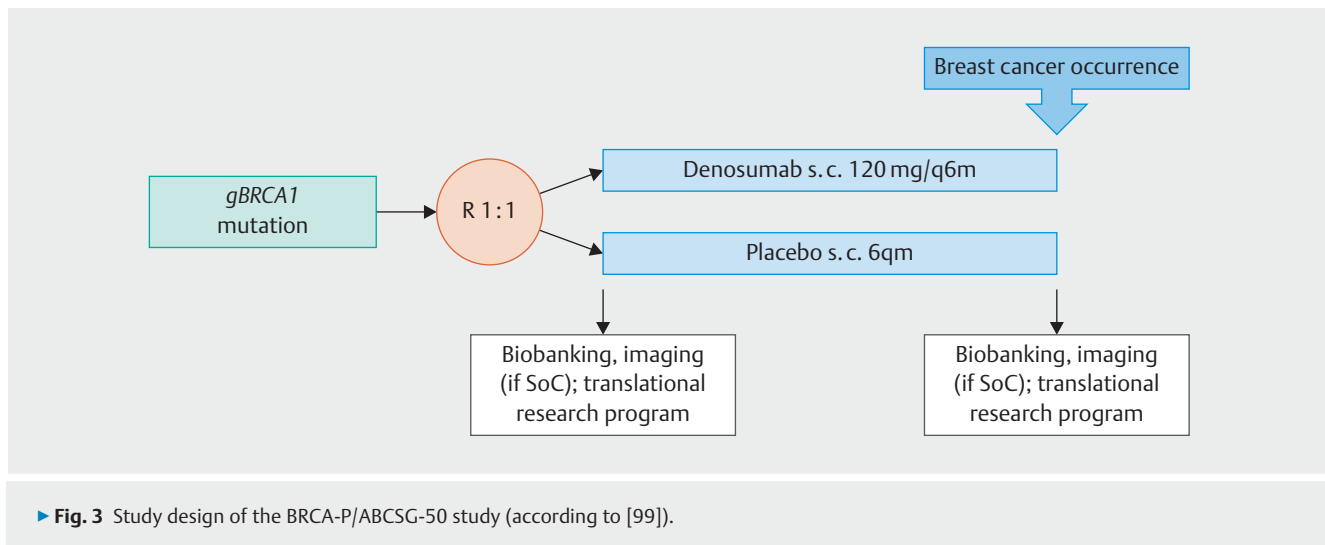 Breast cancer occurrence
gBRCA1
mutation
R 1:1
Denosumab s.c. 120 mg/q6m
Placebo s.c. 6qm
Biobanking, imaging
(if SoC); translational
research program
Biobanking, imaging
(if SoC); translational
research program
▶ Fig. 3 Study design of the BRCA-P/ABCSG-50 study (according to [99]).